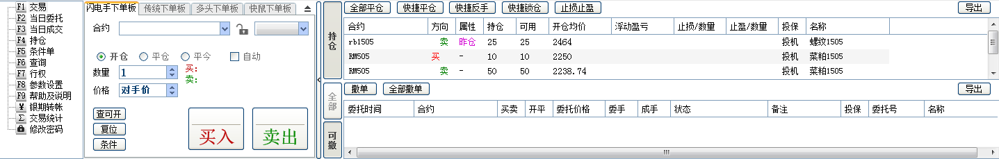 F1 交易
F2 当日委托
F3 当日成交
F4 持仓
F5 条件单
F6 查询
F7 行权
F8 参数设置
F9 帮助及说明
¥ 银期转帐
Σ 交易统计
修改密码
闪电手下单板 传统下单板 多头下单板 快鼠下单板
合约
开仓 平仓 平今 自动
数量 1 买:
卖:
价格 对手价
查可开
复位
条件
买入 卖出
持仓
全部
可撤
全部平仓 快捷平仓 快捷反手 快捷锁仓 止损止盈 导出
合约 方向 属性 持仓 可用 开仓均价 浮动盈亏 止损/数量 止盈/数量 投保 名称
rb1505 卖 昨仓 25 25 2464 投机 螺纹1505
RM505 买 - 10 10 2250 投机 菜粕1505
RM505 卖 - 50 50 2238.74 投机 菜粕1505
撤单 全部撤单 导出
委托时间 合约 买卖 开平 委托价格 委手 成手 状态 备注 投保 委托号 名称